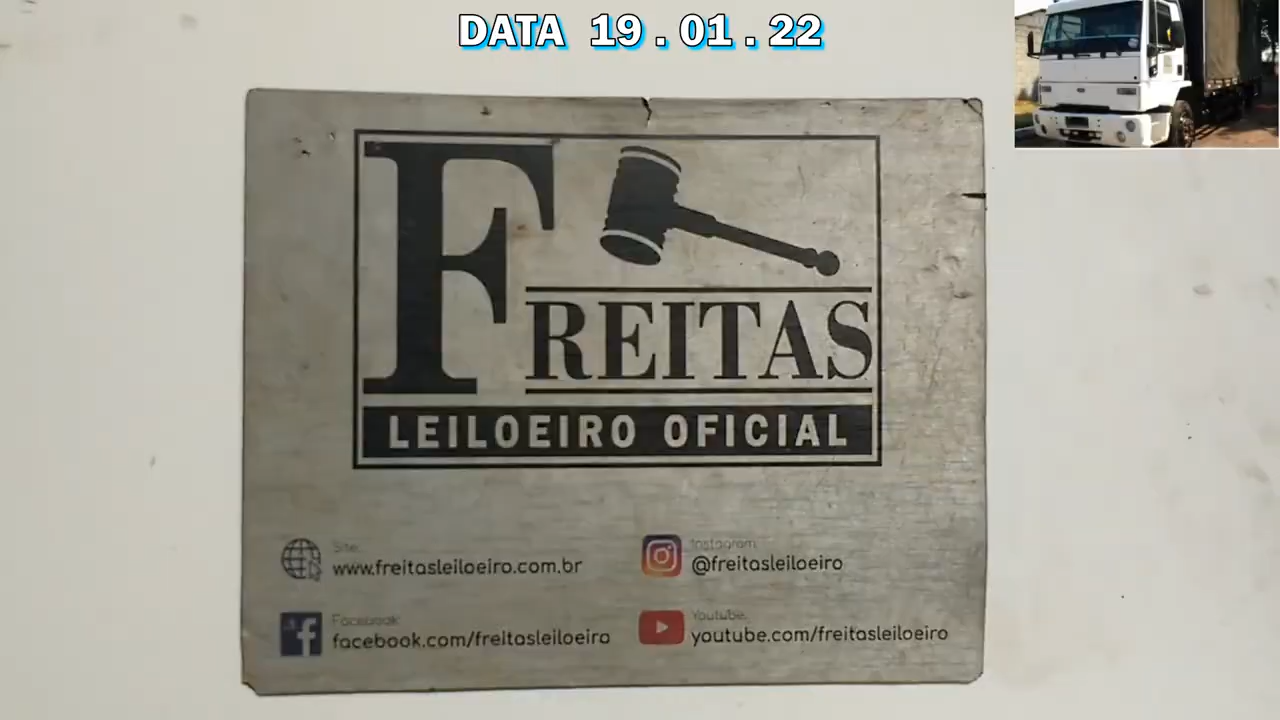 DATA 19 . 01 . 22
FREITAS
LEILOEIRO OFICIAL
Site:
www.freitasleiloeiro.com.br
Instagram:
@freitasleiloeiro
Facebook:
facebook.com/freitasleiloeiro
Youtube:
youtube.com/freitasleiloeiro